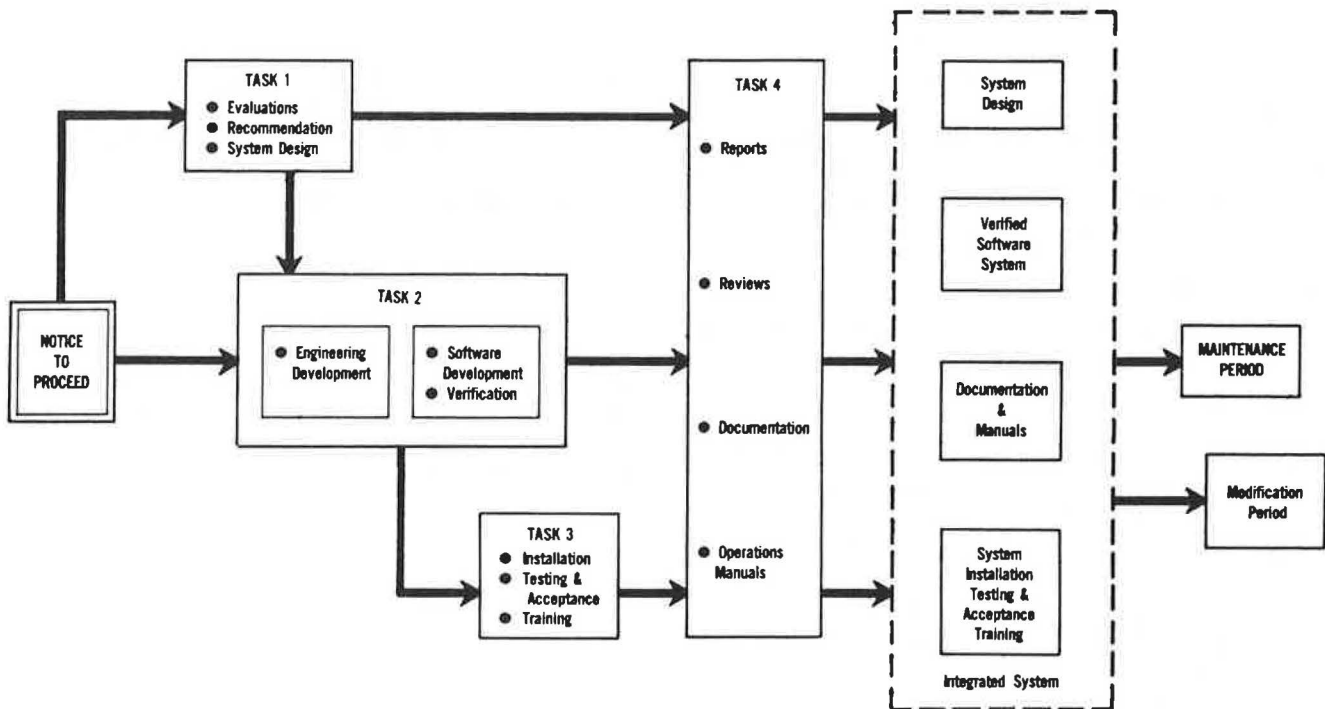 TASK 1
● Evaluations
● Recommendation
● System Design
TASK 4
● Reports
● Reviews
● Documentation
● Operations
Manuals
System
Design
Verified
Software
System
Documentation
&
Manuals
System
Installation
Testing &
Acceptance
Training
Integrated System
NOTICE
TO
PROCEED
TASK 2
● Engineering
Development
● Software
Development
● Verification
TASK 3
● Installation
● Testing &
Acceptance
● Training
MAINTENANCE
PERIOD
Modification
Period